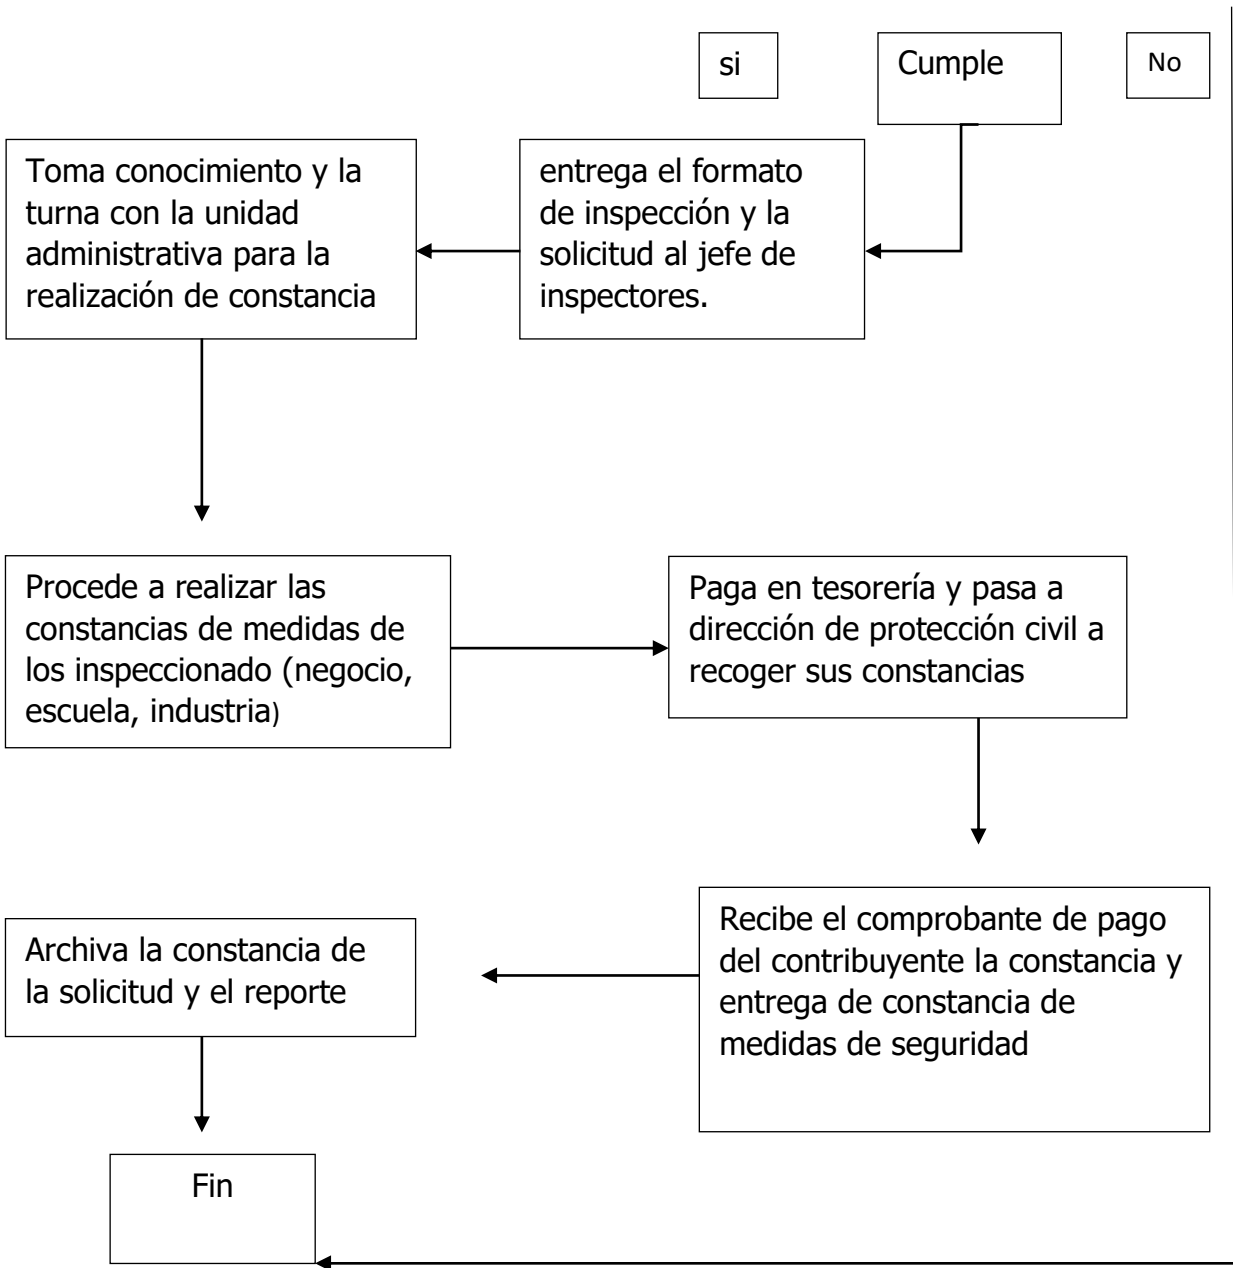 si
Cumple
No
Toma conocimiento y la
turna con la unidad
administrativa para la
realización de constancia
entrega el formato
de inspección y la
solicitud al jefe de
inspectores.
Procede a realizar las
constancias de medidas de
los inspeccionado (negocio,
escuela, industria)
Paga en tesorería y pasa a
dirección de protección civil a
recoger sus constancias
Archiva la constancia de
la solicitud y el reporte
Recibe el comprobante de pago
del contribuyente la constancia y
entrega de constancia de
medidas de seguridad
Fin